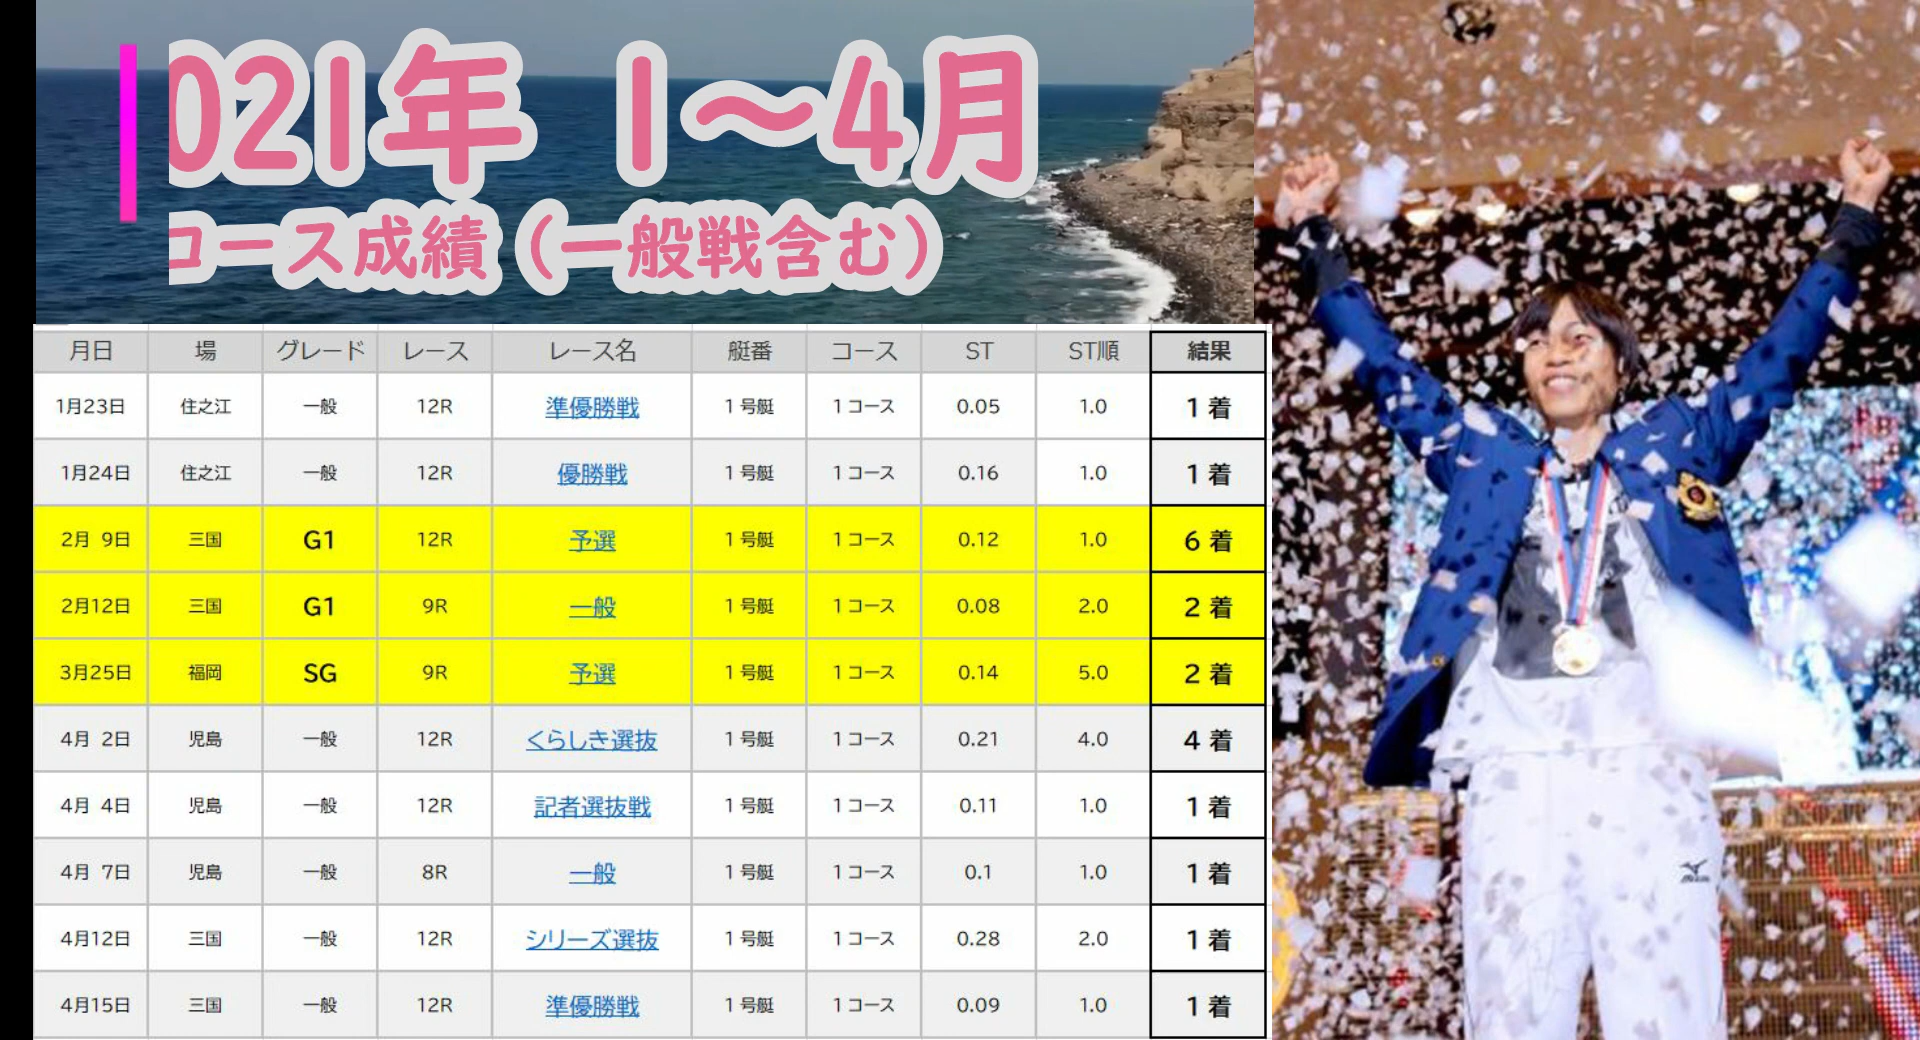 021年 1〜4月
コース成績（一般戦含む）
月日 場 グレード レース レース名 艇番 コース ST ST順 結果
1月23日 住之江 一般 12R 準優勝戦 1号艇 1コース 0.05 1.0 1着
1月24日 住之江 一般 12R 優勝戦 1号艇 1コース 0.16 1.0 1着
2月 9日 三国 G1 12R 予選 1号艇 1コース 0.12 1.0 6着
2月12日 三国 G1 9R 一般 1号艇 1コース 0.08 2.0 2着
3月25日 福岡 SG 9R 予選 1号艇 1コース 0.14 5.0 2着
4月 2日 児島 一般 12R くらしき選抜 1号艇 1コース 0.21 4.0 4着
4月 4日 児島 一般 12R 記者選抜戦 1号艇 1コース 0.11 1.0 1着
4月 7日 児島 一般 8R 一般 1号艇 1コース 0.1 1.0 1着
4月12日 三国 一般 12R シリーズ選抜 1号艇 1コース 0.28 2.0 1着
4月15日 三国 一般 12R 準優勝戦 1号艇 1コース 0.09 1.0 1着